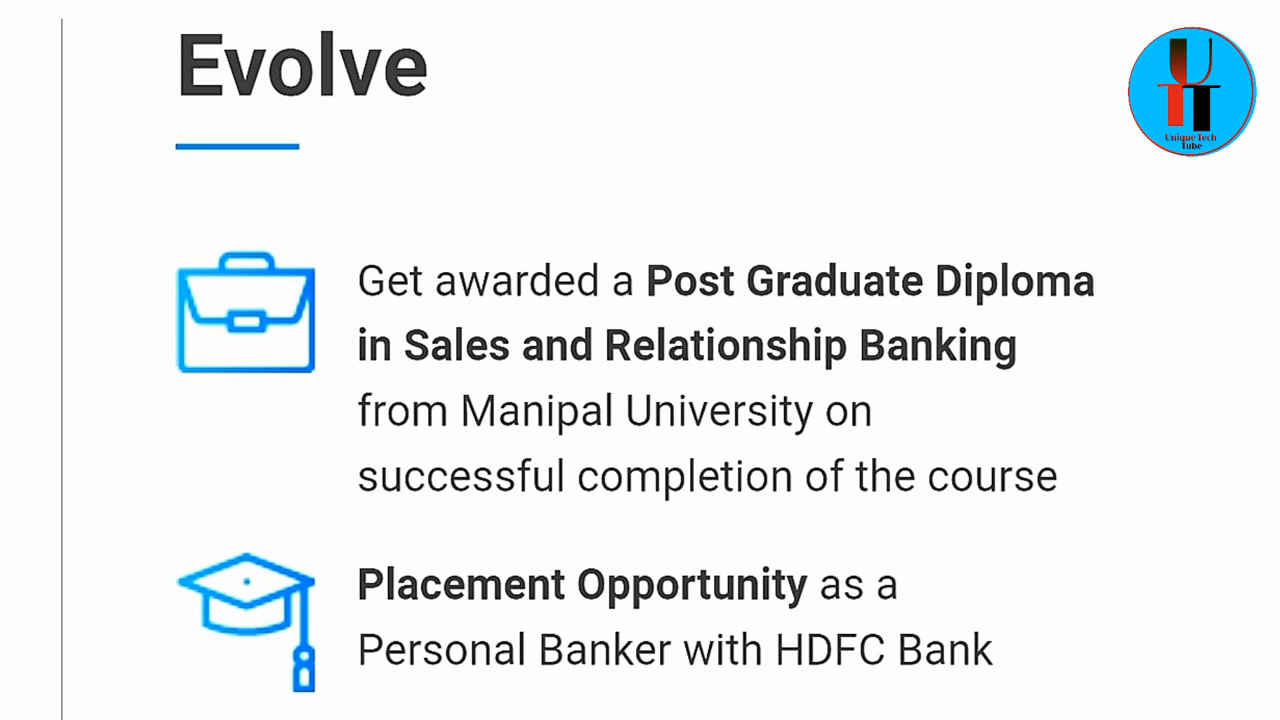 Evolve
Unique Tech
Tube
Get awarded a Post Graduate Diploma
in Sales and Relationship Banking
from Manipal University on
successful completion of the course
Placement Opportunity as a
Personal Banker with HDFC Bank